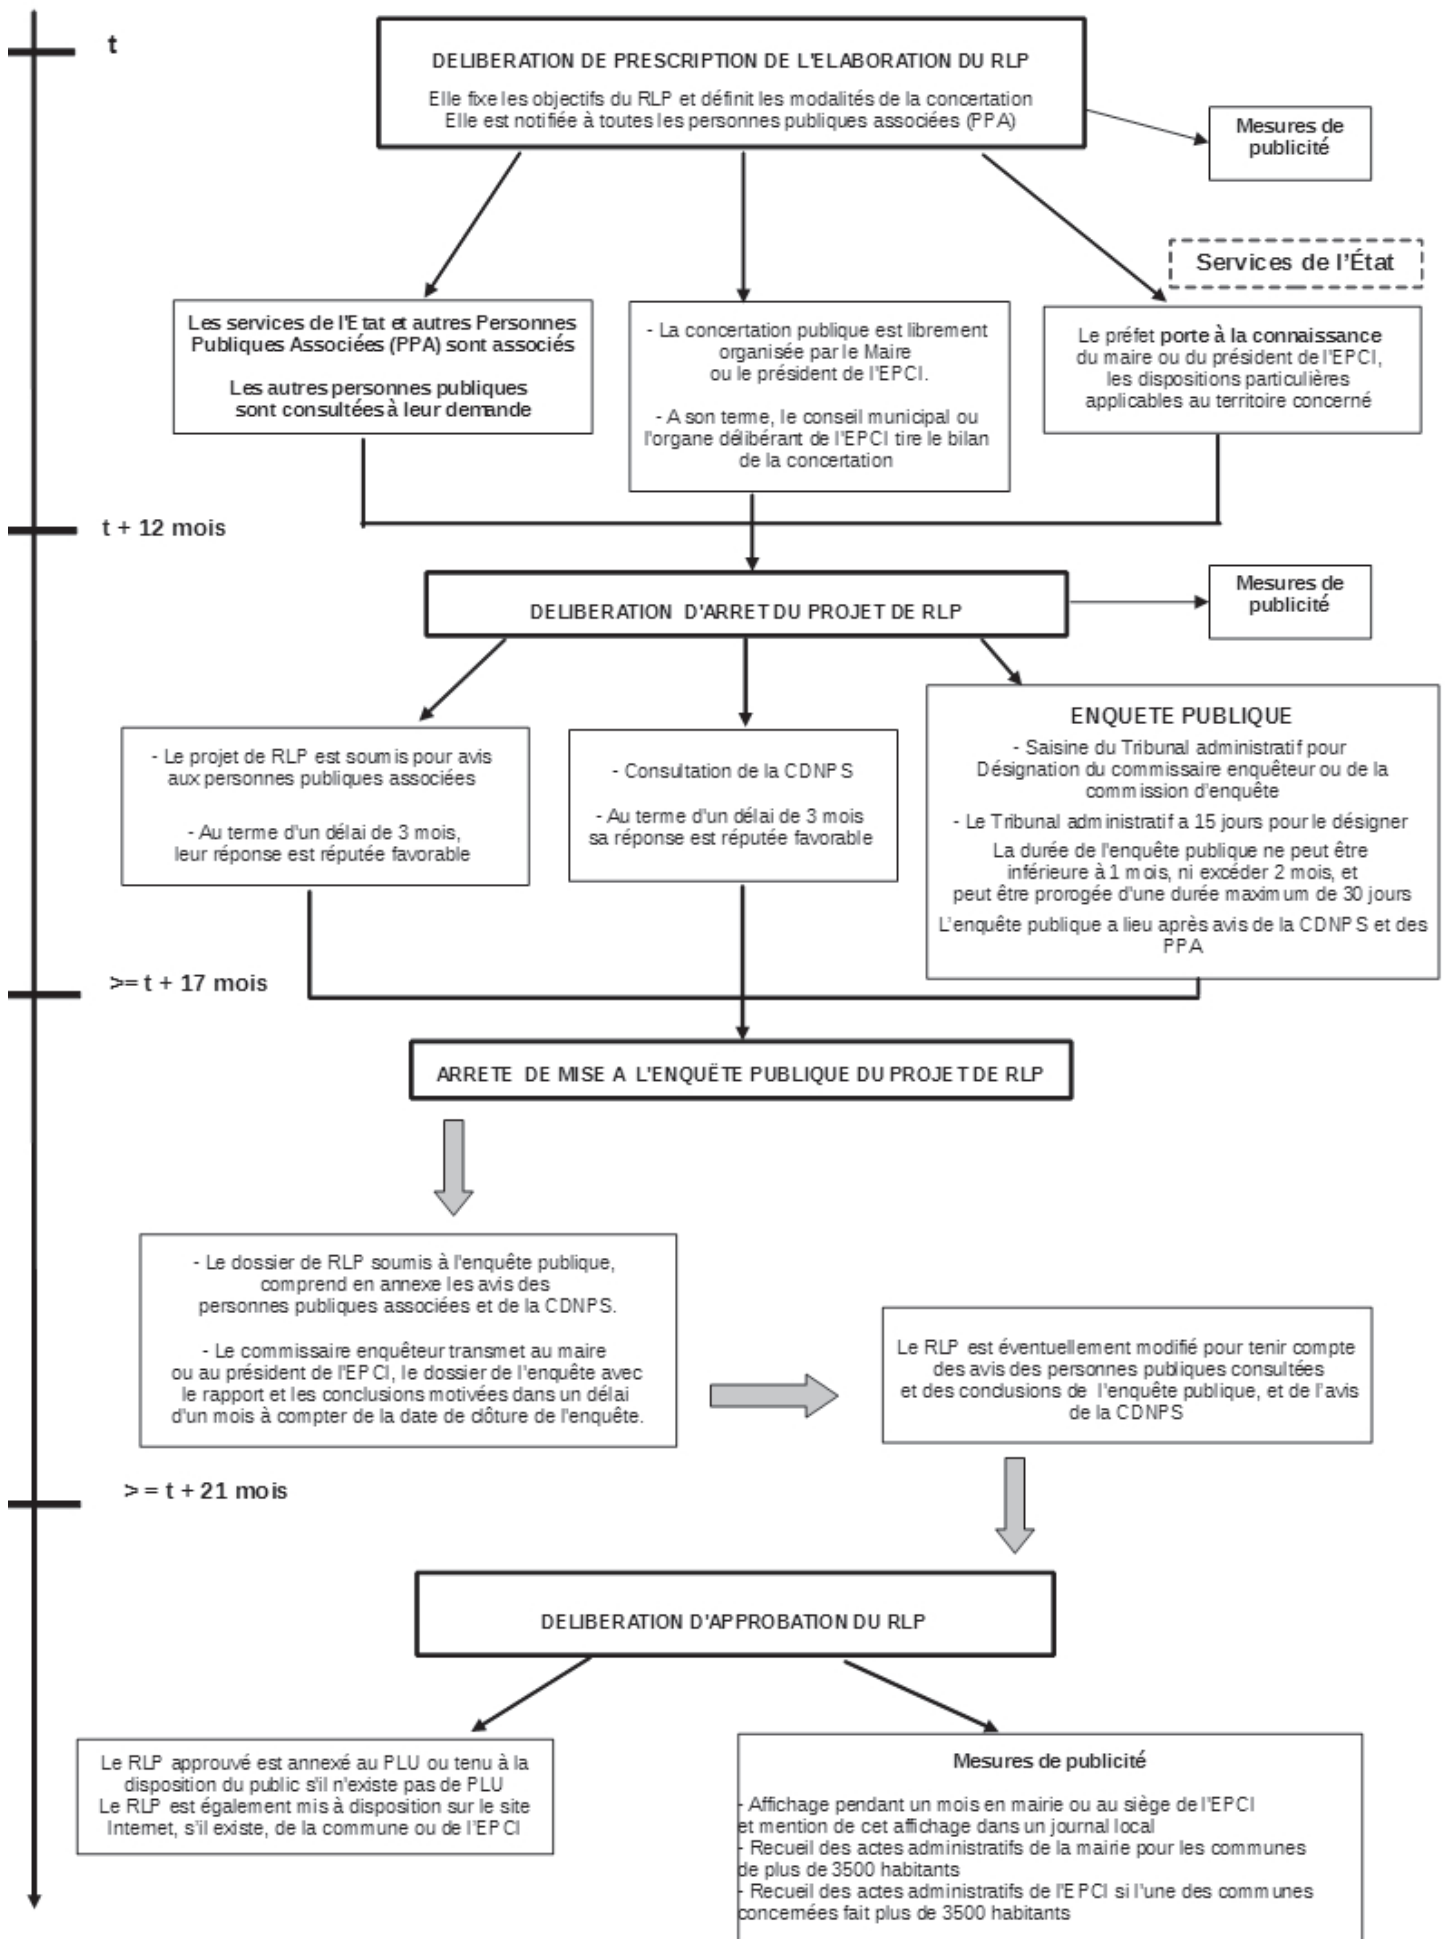 t
DELIBERATION DE PRESCRIPTION DE L'ELABORATION DU RLP
Elle fixe les objectifs du RLP et définit les modalités de la concertation
Elle est notifiée à toutes les personnes publiques associées (PPA)
Mesures de
publicité
Services de l'État
Les services de l'Etat et autres Personnes
Publiques Associées (PPA) sont associés
Les autres personnes publiques
sont consultées à leur demande
- La concertation publique est librement
organisée par le Maire
ou le président de l'EPCI.
- A son terme, le conseil municipal ou
l'organe délibérant de l'EPCI tire le bilan
de la concertation
Le préfet porte à la connaissance
du maire ou du président de l'EPCI,
les dispositions particulières
applicables au territoire concerné
t + 12 mois
DELIBERATION D'ARRET DU PROJET DE RLP
Mesures de
publicité
- Le projet de RLP est soumis pour avis
aux personnes publiques associées
- Au terme d'un délai de 3 mois,
leur réponse est réputée favorable
- Consultation de la CDNPS
- Au terme d'un délai de 3 mois
sa réponse est réputée favorable
ENQUETE PUBLIQUE
- Saisine du Tribunal administratif pour
Désignation du commissaire enquêteur ou de la
commission d'enquête
- Le Tribunal administratif a 15 jours pour le désigner
La durée de l'enquête publique ne peut être
inférieure à 1 mois, ni excéder 2 mois, et
peut être prorogée d'une durée maximum de 30 jours
L'enquête publique a lieu après avis de la CDNPS et des
PPA
>= t + 17 mois
ARRETE DE MISE A L'ENQUËTE PUBLIQUE DU PROJET DE RLP
- Le dossier de RLP soumis à l'enquête publique,
comprend en annexe les avis des
personnes publiques associées et de la CDNPS.
- Le commissaire enquêteur transmet au maire
ou au président de l'EPCI, le dossier de l'enquête avec
le rapport et les conclusions motivées dans un délai
d'un mois à compter de la date de clôture de l'enquête.
Le RLP est éventuellement modifié pour tenir compte
des avis des personnes publiques consultées
et des conclusions de l'enquête publique, et de l'avis
de la CDNPS
> = t + 21 mois
DELIBERATION D'APPROBATION DU RLP
Le RLP approuvé est annexé au PLU ou tenu à la
disposition du public s'il n'existe pas de PLU
Le RLP est également mis à disposition sur le site
Internet, s'il existe, de la commune ou de l'EPCI
Mesures de publicité
- Affichage pendant un mois en mairie ou au siège de l'EPCI
et mention de cet affichage dans un journal local
- Recueil des actes administratifs de la mairie pour les communes
de plus de 3500 habitants
- Recueil des actes administratifs de l'EPCI si l'une des communes
concernées fait plus de 3500 habitants